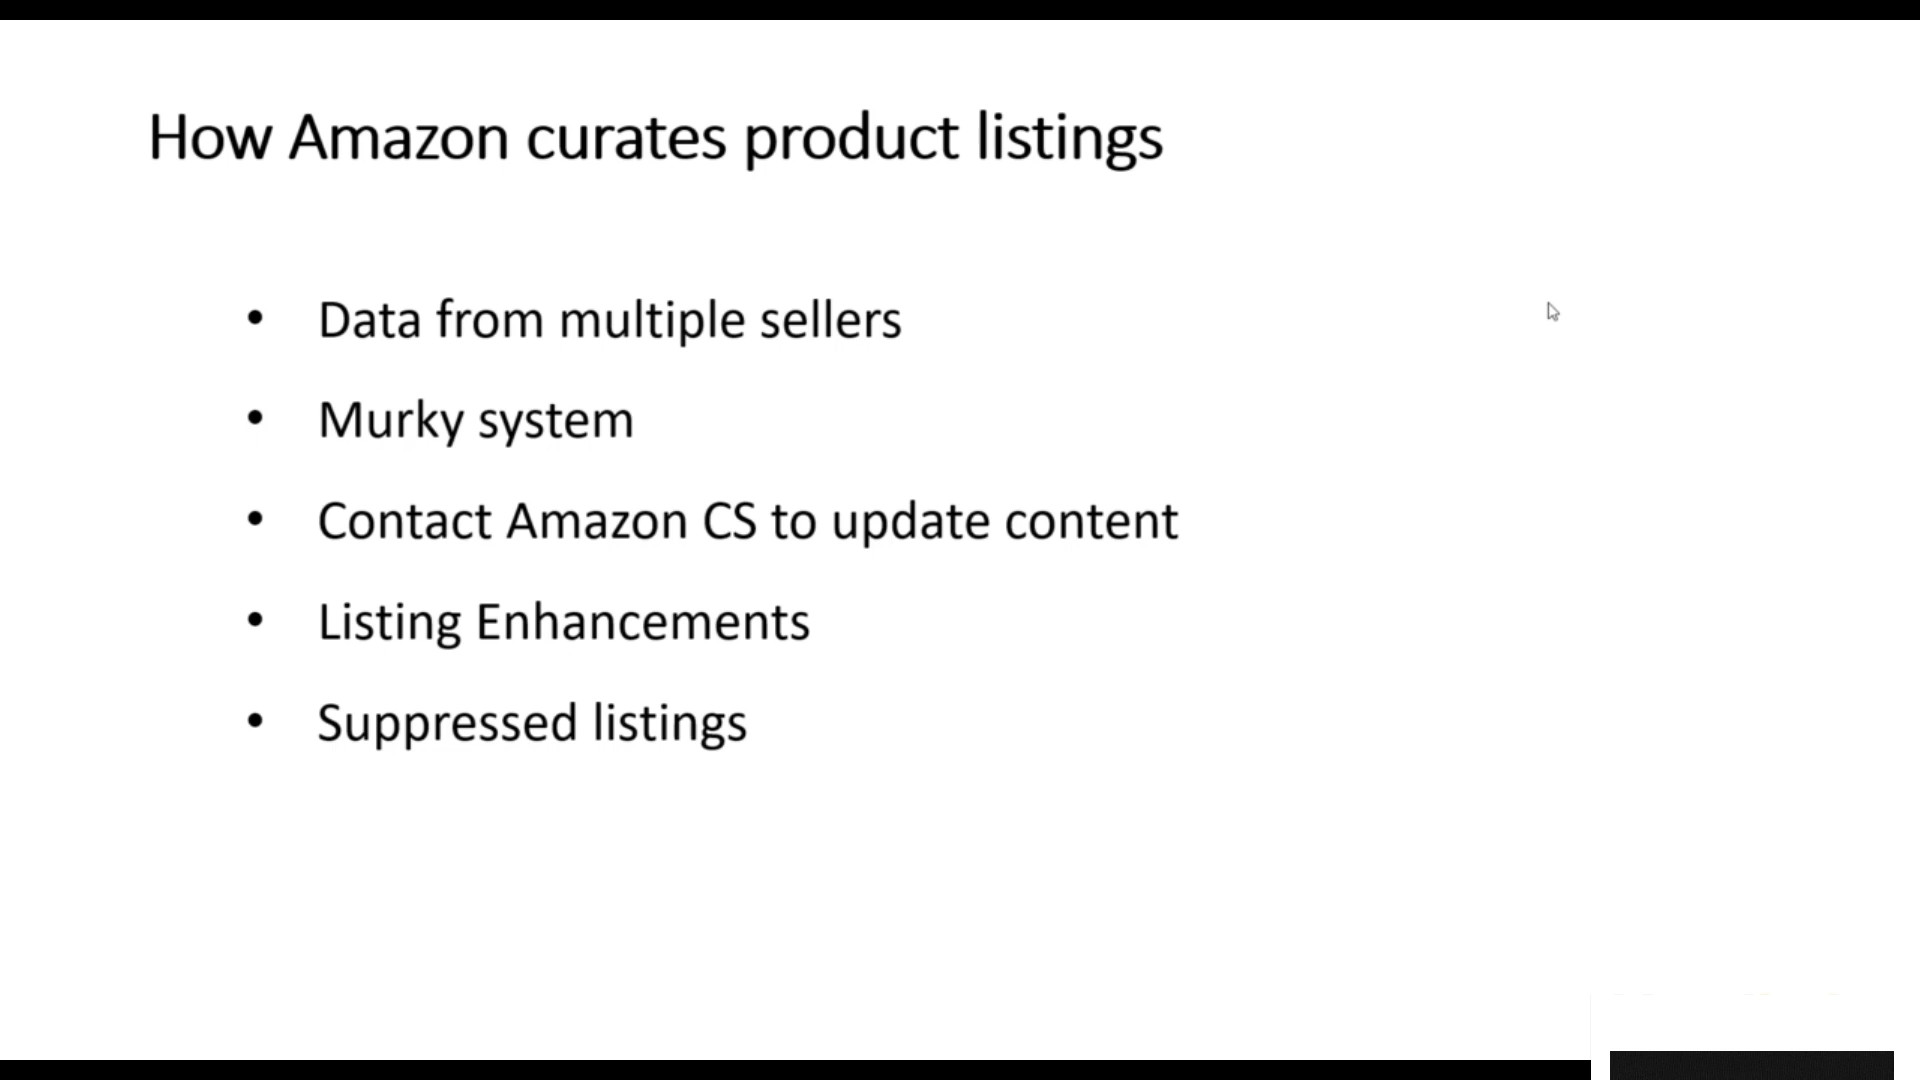 How Amazon curates product listings
• Data from multiple sellers
• Murky system
• Contact Amazon CS to update content
• Listing Enhancements
• Suppressed listings